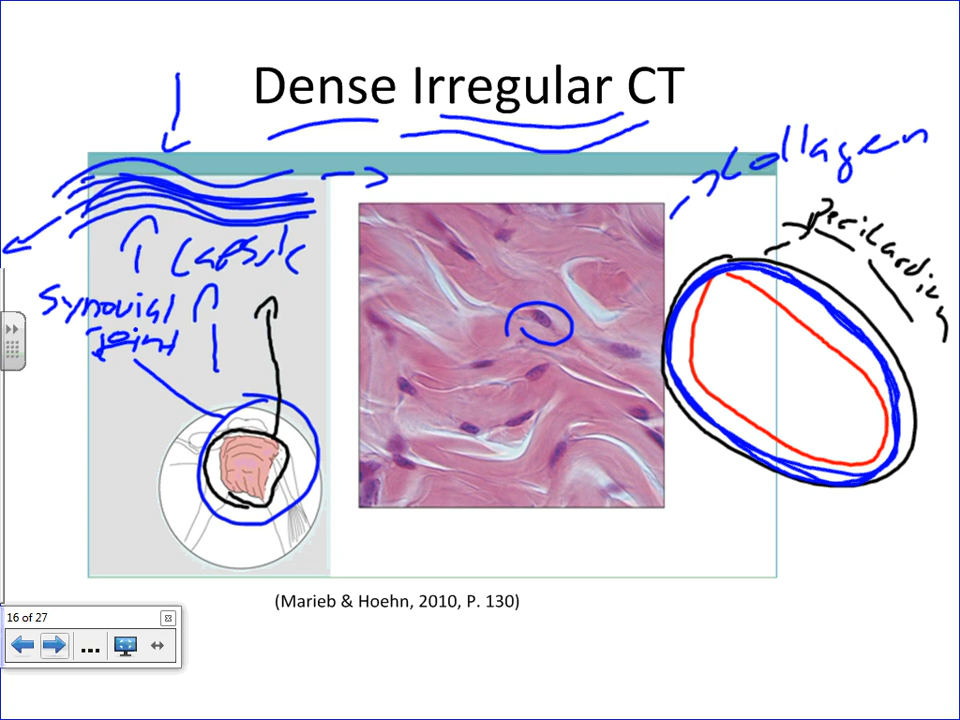 Dense Irregular CT
Collagen
Pericardium
Capsule
Synovial
Joint
(Marieb & Hoehn, 2010, P. 130)
16 of 27